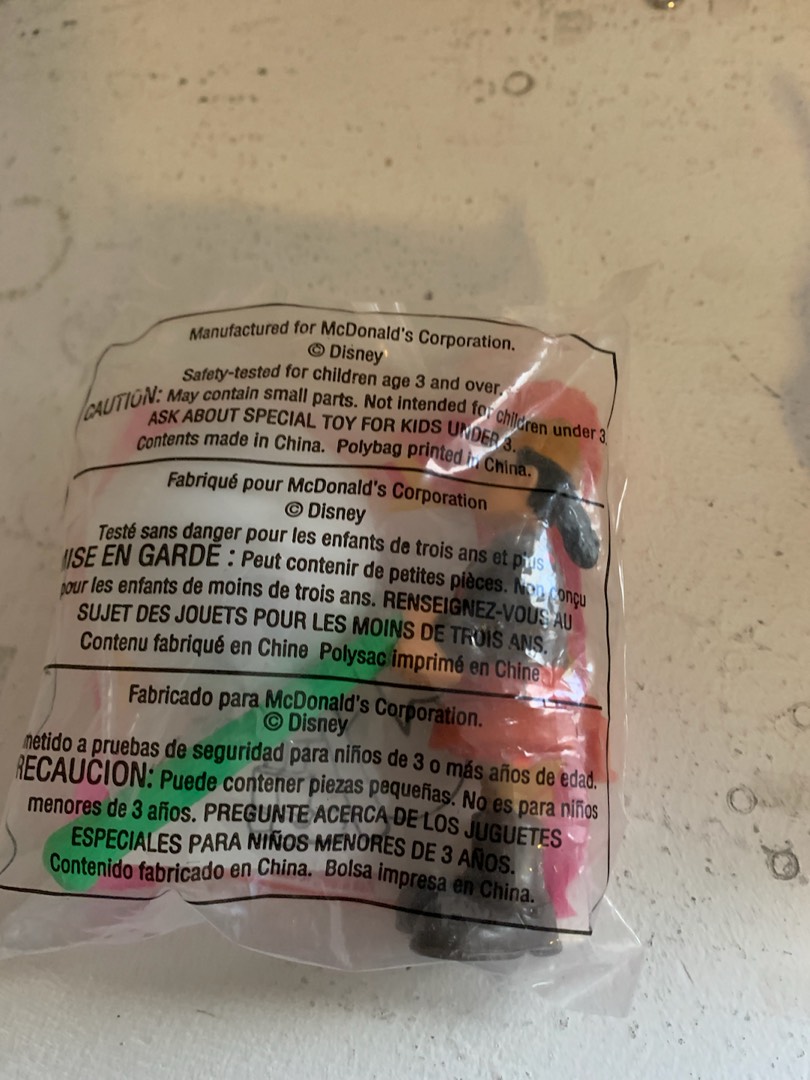 Manufactured for McDonald's Corporation.
© Disney
Safety-tested for children age 3 and over.
CAUTION: May contain small parts. Not intended for children under 3.
ASK ABOUT SPECIAL TOY FOR KIDS UNDER 3.
Contents made in China. Polybag printed in China.
Fabriqué pour McDonald's Corporation
© Disney
Testé sans danger pour les enfants de trois ans et plus
MISE EN GARDE : Peut contenir de petites pièces. Non conçu
pour les enfants de moins de trois ans. RENSEIGNEZ-VOUS AU
SUJET DES JOUETS POUR LES MOINS DE TROIS ANS.
Contenu fabriqué en Chine Polysac imprimé en Chine
Fabricado para McDonald's Corporation.
© Disney
metido a pruebas de seguridad para niños de 3 o más años de edad.
RECAUCION: Puede contener piezas pequeñas. No es para niños
menores de 3 años. PREGUNTE ACERCA DE LOS JUGUETES
ESPECIALES PARA NIÑOS MENORES DE 3 AÑOS.
Contenido fabricado en China. Bolsa impresa en China.